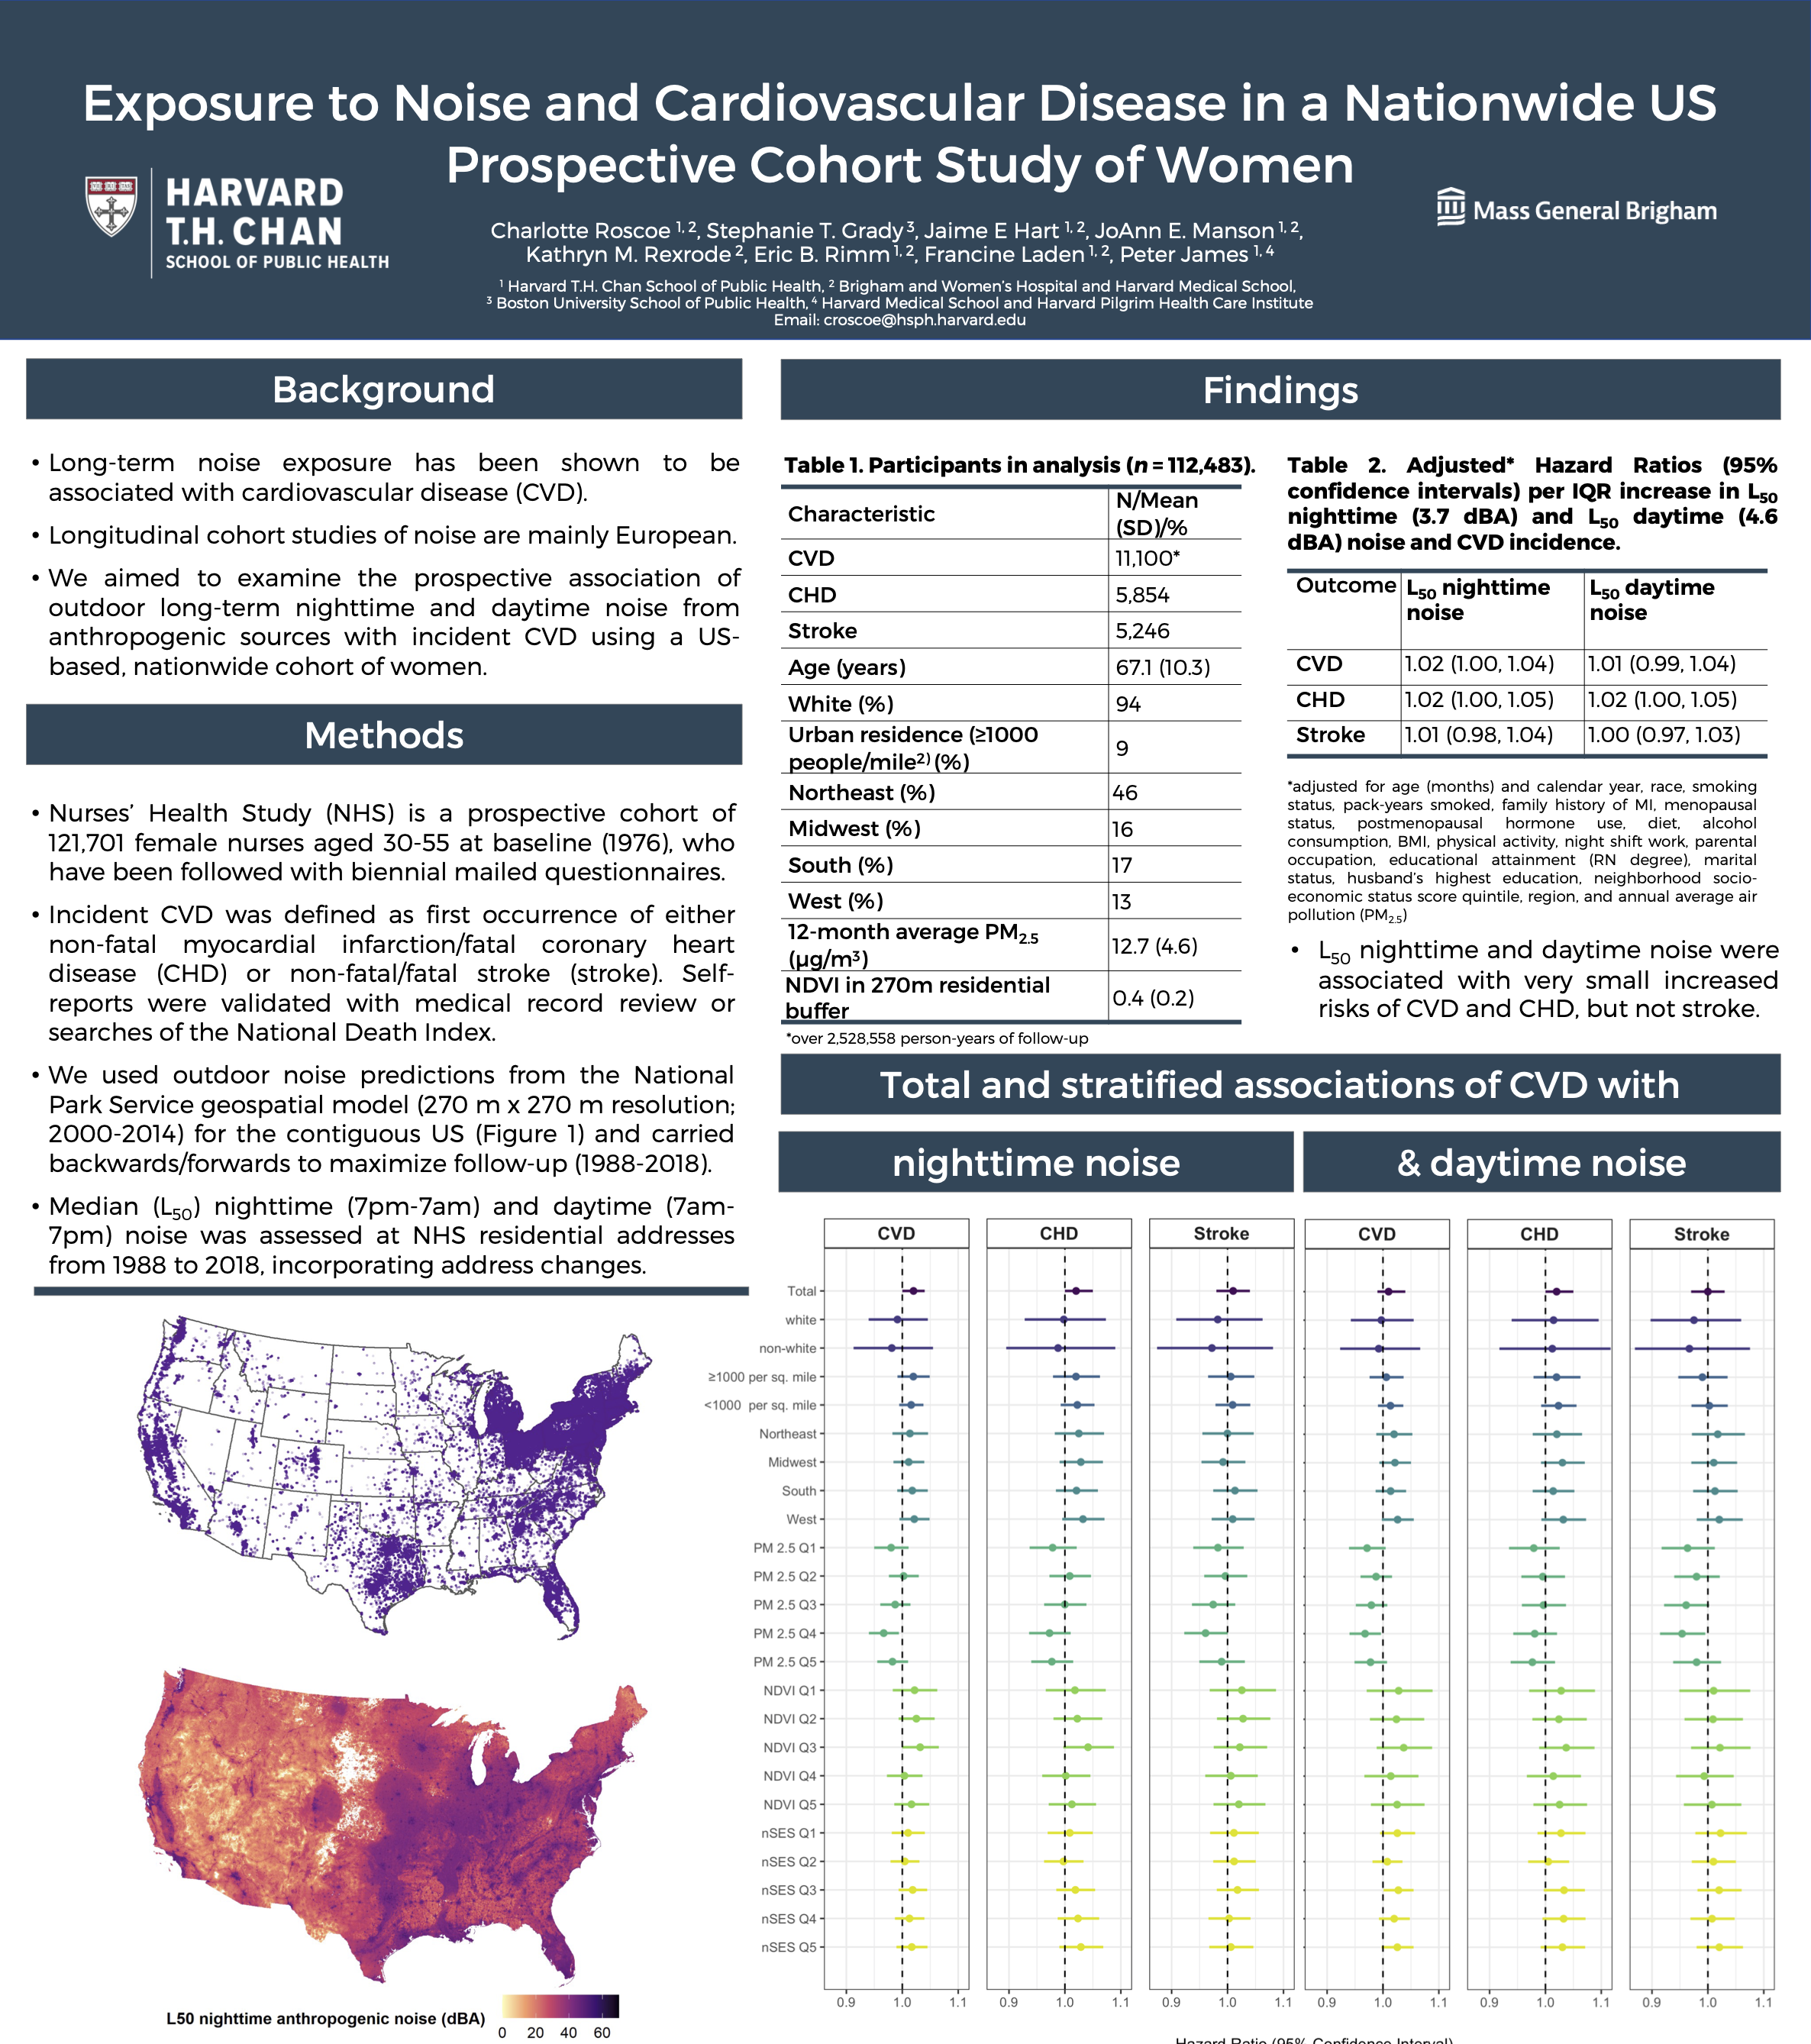 Exposure to Noise and Cardiovascular Disease in a Nationwide US
Prospective Cohort Study of Women
HARVARD
T.H. CHAN
SCHOOL OF PUBLIC HEALTH
Mass General Brigham
Charlotte Roscoe 1, 2, Stephanie T. Grady 3, Jaime E Hart 1, 2, JoAnn E. Manson 1, 2,
Kathryn M. Rexrode 2, Eric B. Rimm 1, 2, Francine Laden 1, 2, Peter James 1, 4
1 Harvard T.H. Chan School of Public Health, 2 Brigham and Women's Hospital and Harvard Medical School,
3 Boston University School of Public Health, 4 Harvard Medical School and Harvard Pilgrim Health Care Institute
Email: croscoe@hsph.harvard.edu
Background
• Long-term noise exposure has been shown to be
associated with cardiovascular disease (CVD).
• Longitudinal cohort studies of noise are mainly European.
• We aimed to examine the prospective association of
outdoor long-term nighttime and daytime noise from
anthropogenic sources with incident CVD using a US-
based, nationwide cohort of women.
Methods
• Nurses' Health Study (NHS) is a prospective cohort of
121,701 female nurses aged 30-55 at baseline (1976), who
have been followed with biennial mailed questionnaires.
• Incident CVD was defined as first occurrence of either
non-fatal myocardial infarction/fatal coronary heart
disease (CHD) or non-fatal/fatal stroke (stroke). Self-
reports were validated with medical record review or
searches of the National Death Index.
• We used outdoor noise predictions from the National
Park Service geospatial model (270 m x 270 m resolution;
2000-2014) for the contiguous US (Figure 1) and carried
backwards/forwards to maximize follow-up (1988-2018).
• Median (L50) nighttime (7pm-7am) and daytime (7am-
7pm) noise was assessed at NHS residential addresses
from 1988 to 2018, incorporating address changes.
L50 nighttime anthropogenic noise (dBA)
0 20 40 60
Findings
Table 1. Participants in analysis (n = 112,483).
Characteristic N/Mean (SD)/%
CVD 11,100*
CHD 5,854
Stroke 5,246
Age (years) 67.1 (10.3)
White (%) 94
Urban residence (≥1000
people/mile2) (%) 9
Northeast (%) 46
Midwest (%) 16
South (%) 17
West (%) 13
12-month average PM2.5
(µg/m3) 12.7 (4.6)
NDVI in 270m residential
buffer 0.4 (0.2)
*over 2,528,558 person-years of follow-up
Table 2. Adjusted* Hazard Ratios (95%
confidence intervals) per IQR increase in L50
nighttime (3.7 dBA) and L50 daytime (4.6
dBA) noise and CVD incidence.
Outcome L50 nighttime noise L50 daytime noise
CVD 1.02 (1.00, 1.04) 1.01 (0.99, 1.04)
CHD 1.02 (1.00, 1.05) 1.02 (1.00, 1.05)
Stroke 1.01 (0.98, 1.04) 1.00 (0.97, 1.03)
*adjusted for age (months) and calendar year, race, smoking
status, pack-years smoked, family history of MI, menopausal
status, postmenopausal hormone use, diet, alcohol
consumption, BMI, physical activity, night shift work, parental
occupation, educational attainment (RN degree), marital
status, husband's highest education, neighborhood socio-
economic status score quintile, region, and annual average air
pollution (PM2.5)
• L50 nighttime and daytime noise were
associated with very small increased
risks of CVD and CHD, but not stroke.
Total and stratified associations of CVD with
nighttime noise
& daytime noise
CVD CHD Stroke CVD CHD Stroke
Total
white
non-white
≥1000 per sq. mile
<1000 per sq. mile
Northeast
Midwest
South
West
PM 2.5 Q1
PM 2.5 Q2
PM 2.5 Q3
PM 2.5 Q4
PM 2.5 Q5
NDVI Q1
NDVI Q2
NDVI Q3
NDVI Q4
NDVI Q5
nSES Q1
nSES Q2
nSES Q3
nSES Q4
nSES Q5
0.9 1.0 1.1 0.9 1.0 1.1 0.9 1.0 1.1 0.9 1.0 1.1 0.9 1.0 1.1 0.9 1.0 1.1
Hazard Ratio (95% Confidence Interval)